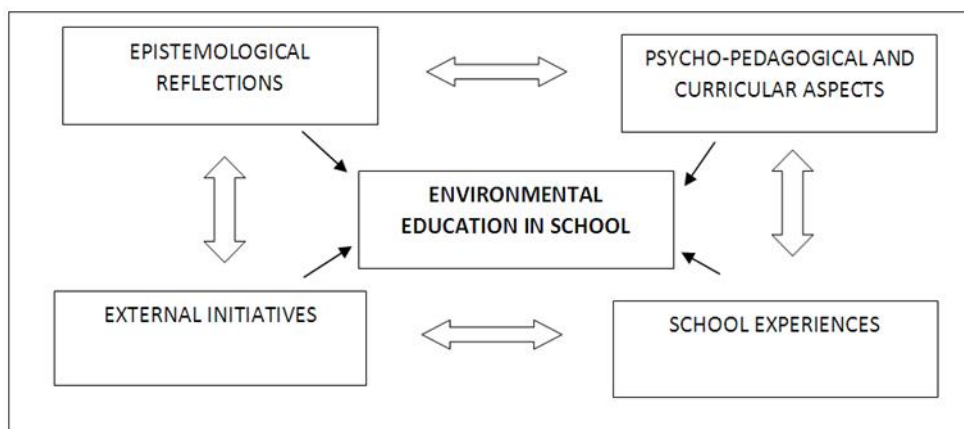 EPISTEMOLOGICAL
REFLECTIONS
PSYCHO-PEDAGOGICAL AND
CURRICULAR ASPECTS
ENVIRONMENTAL
EDUCATION IN SCHOOL
EXTERNAL INITIATIVES
SCHOOL EXPERIENCES